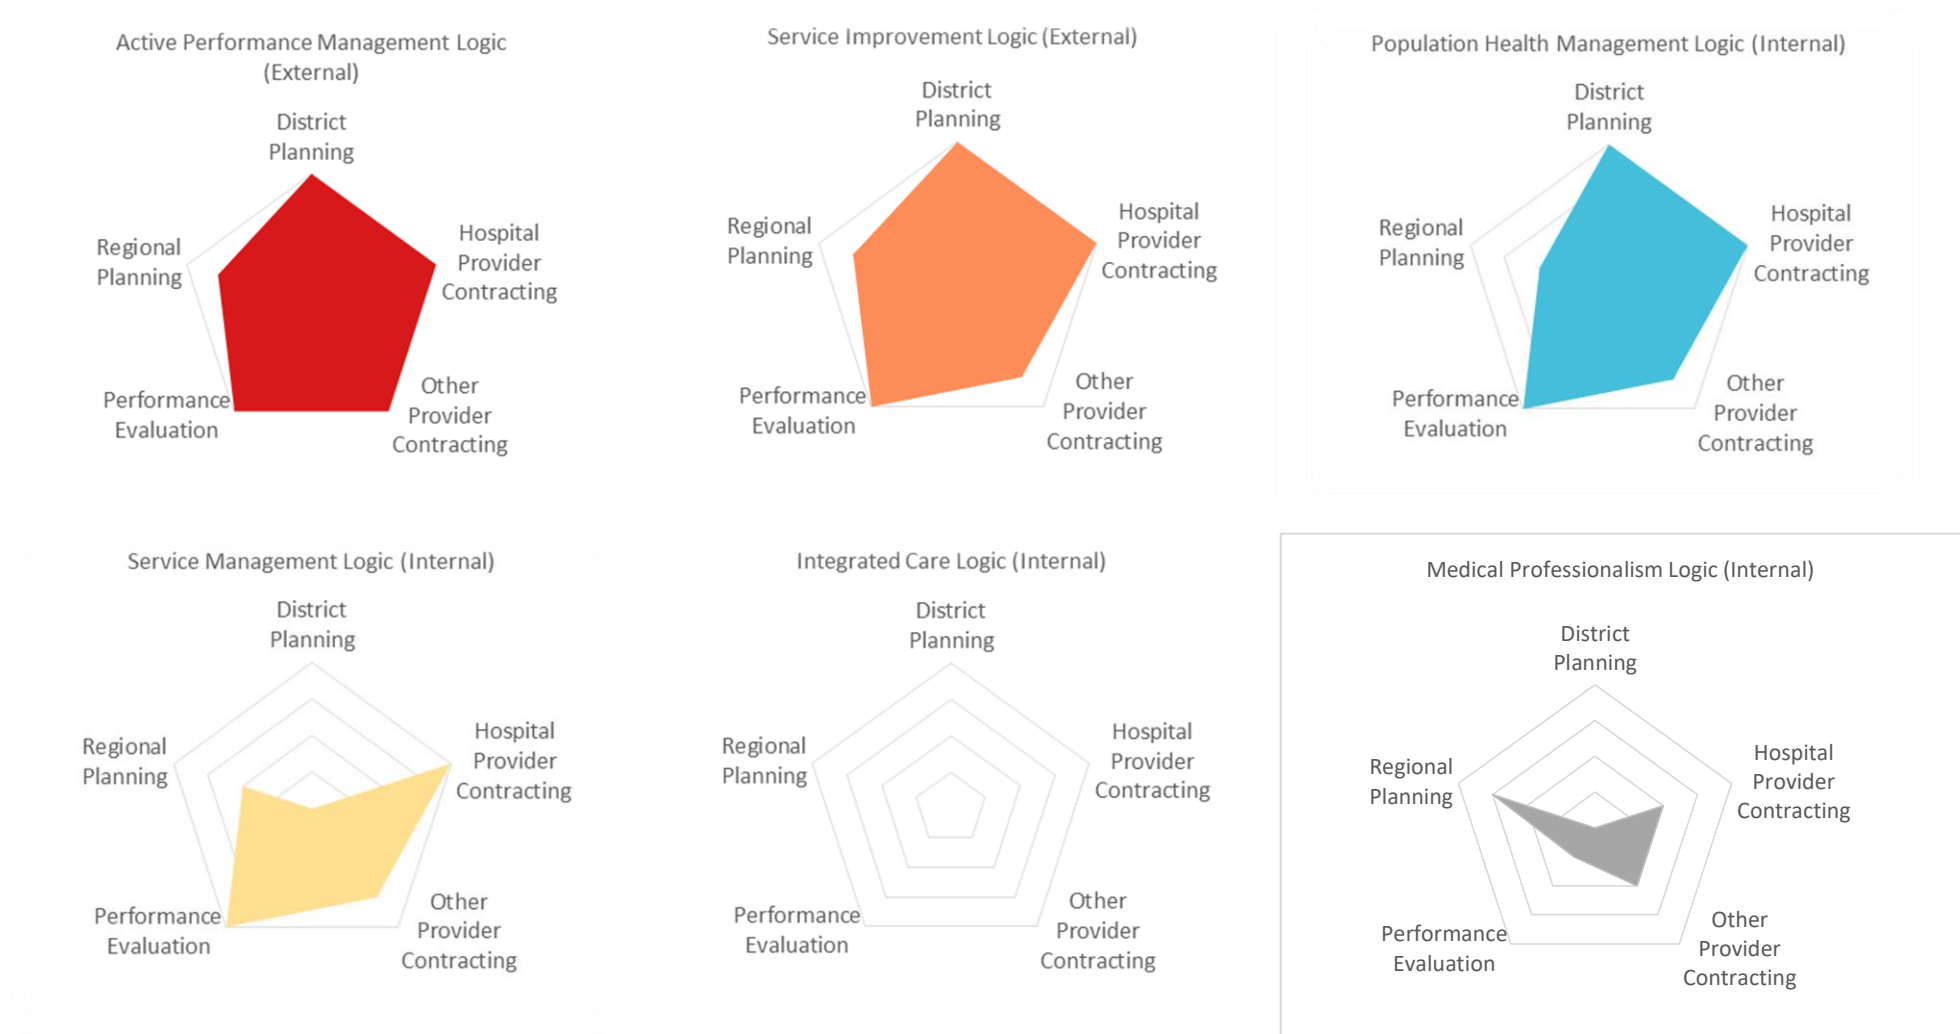 Active Performance Management Logic
(External)
District
Planning
Hospital
Provider
Contracting
Other
Provider
Contracting
Performance
Evaluation
Regional
Planning
Service Improvement Logic (External)
District
Planning
Hospital
Provider
Contracting
Other
Provider
Contracting
Performance
Evaluation
Regional
Planning
Population Health Management Logic (Internal)
District
Planning
Hospital
Provider
Contracting
Other
Provider
Contracting
Performance
Evaluation
Regional
Planning
Service Management Logic (Internal)
District
Planning
Hospital
Provider
Contracting
Other
Provider
Contracting
Performance
Evaluation
Regional
Planning
Integrated Care Logic (Internal)
District
Planning
Hospital
Provider
Contracting
Other
Provider
Contracting
Performance
Evaluation
Regional
Planning
Medical Professionalism Logic (Internal)
District
Planning
Hospital
Provider
Contracting
Other
Provider
Contracting
Performance
Evaluation
Regional
Planning